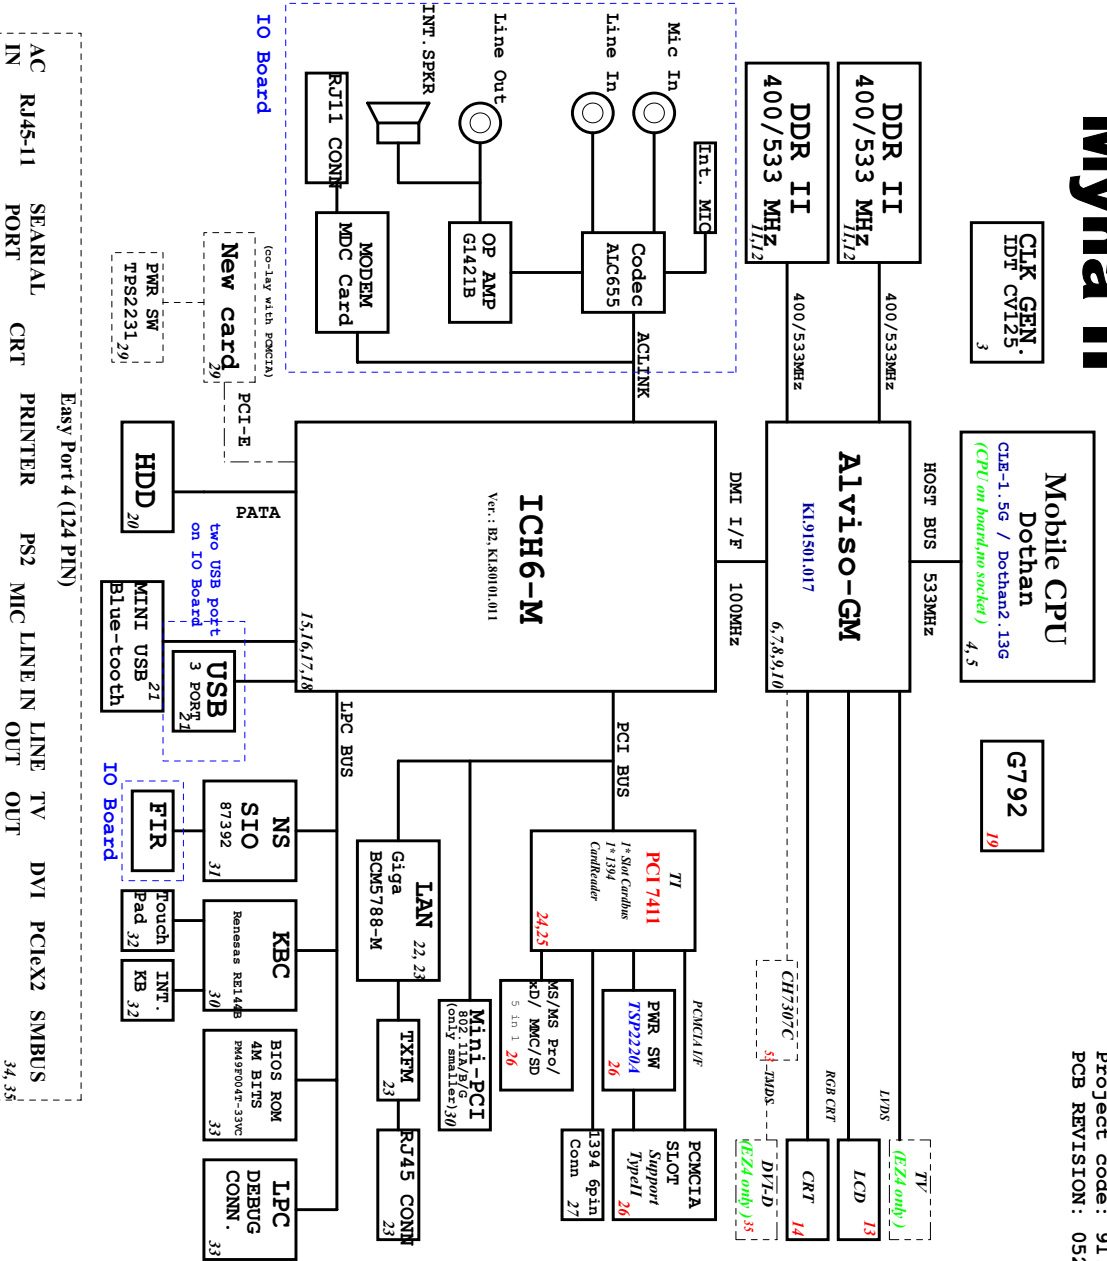 Myna II
Project code: 91
PCB REVISION: 052
CLK GEN.
IDT CV125
3
Mobile CPU
Dothan
CLE-1.5G / Dothan2.13G
(CPU on board,no socket )
4, 5
G792
19
HOST BUS
533MHz
DDR II
400/533 MHz
11,12
400/533MHz
DDR II
400/533 MHz
11,12
400/533MHz
Alviso-GM
KI.91501.017
6,7,8,9,10
TV
(EZ4 only )
LVDS
LCD
13
RGB CRT
CRT
14
CH7307C
53
TMDS
DVI-D
(EZ4 only )
35
DMI I/F
100MHz
IO Board
Mic In
Line In
Line Out
INT.SPKR
RJ11 CONN
Int. MIC
Codec
ALC655
OP AMP
G1421B
MODEM
MDC Card
ACLINK
ICH6-M
Ver.: B2, KI.80101.011
15,16,17,18
PCI BUS
TI
PCI 7411
1* Slot Cardbus
1* 1394
CardReader
24,25
PCMCIA I/F
PWR SW
TSP2220A
26
PCMCIA
SLOT
Support
TypeII
26
1394 6pin
Conn
27
MS/MS Pro/
xD/ MMC/SD
5 in 1
26
Mini-PCI
802.11A/B/G
(only smaller)
30
LAN
Giga
BCM5788-M
22, 23
TXFM
23
RJ45 CONN
23
(co-lay with PCMCIA)
New card
29
PWR SW
TPS2231
29
PCI-E
PATA
HDD
20
two USB port
on IO Board
USB
3 PORT
21
MINI USB
Blue-tooth
21
LPC BUS
NS
SIO
87392
31
FIR
IO Board
KBC
Renesas RE144B
30
Touch
Pad
32
INT.
KB
32
BIOS ROM
4M BITS
PM49F004T-33VC
33
LPC
DEBUG
CONN.
33
Easy Port 4 (124 PIN)
AC
IN
RJ45-11
SEARIAL
PORT
CRT
PRINTER
PS2
MIC
LINE IN
LINE
OUT
TV
OUT
DVI
PCIeX2
SMBUS
34, 35